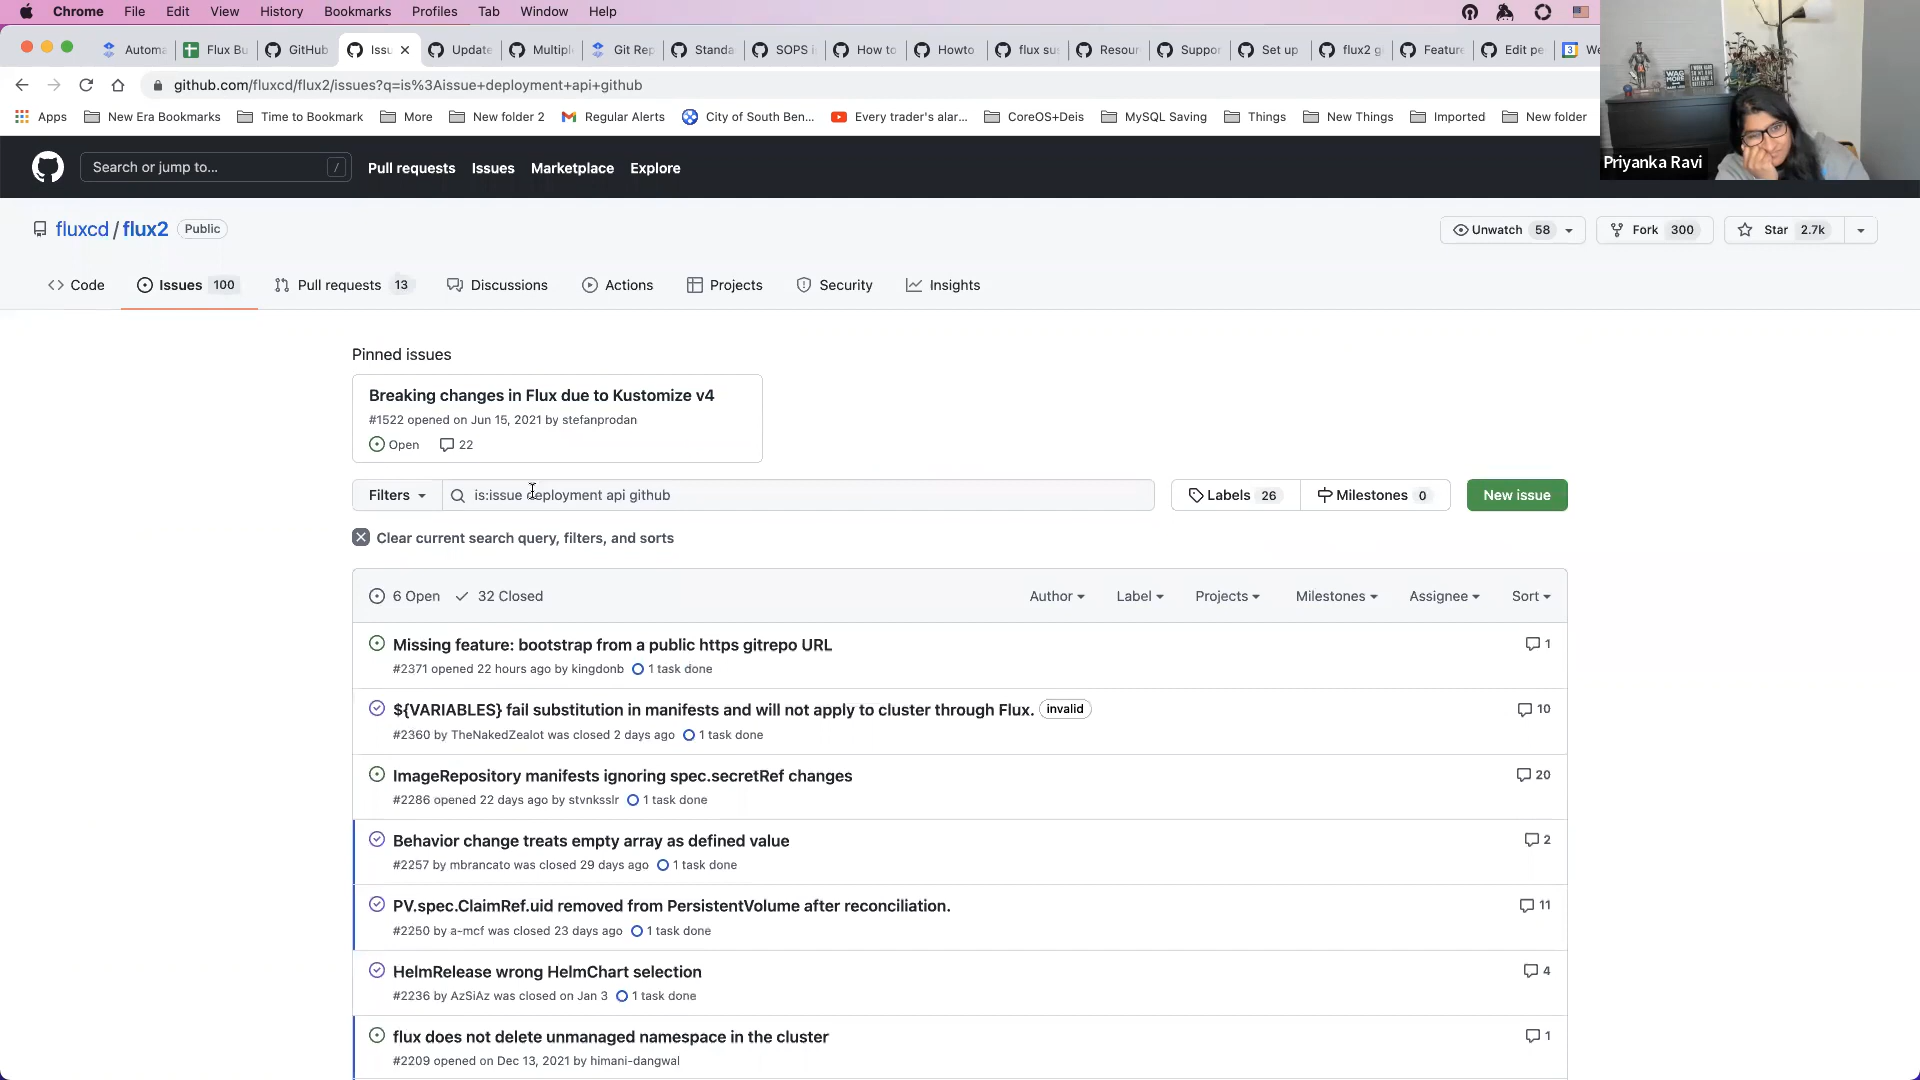 Chrome File Edit View History Bookmarks Profiles Tab Window Help
Automa Flux Bu GitHub Issu Update Multipl Git Rep Standa SOPS i How to Howto flux su Resour Suppor Set up flux2 g Feature Edit pe We
github.com/fluxcd/flux2/issues?q=is%3Aissue+deployment+api+github
Apps New Era Bookmarks Time to Bookmark More New folder 2 Regular Alerts City of South Ben... Every trader's alar... CoreOS+Deis MySQL Saving Things New Things Imported New folder
Priyanka Ravi
Search or jump to... / Pull requests Issues Marketplace Explore
fluxcd / flux2 Public Unwatch 58 Fork 300 Star 2.7k
Code Issues 100 Pull requests 13 Discussions Actions Projects Security Insights
Pinned issues
Breaking changes in Flux due to Kustomize v4
#1522 opened on Jun 15, 2021 by stefanprodan
Open 22
Filters is:issue deployment api github Labels 26 Milestones 0 New issue
Clear current search query, filters, and sorts
6 Open 32 Closed Author Label Projects Milestones Assignee Sort
Missing feature: bootstrap from a public https gitrepo URL 1
#2371 opened 22 hours ago by kingdonb 1 task done
${VARIABLES} fail substitution in manifests and will not apply to cluster through Flux. invalid 10
#2360 by TheNakedZealot was closed 2 days ago 1 task done
ImageRepository manifests ignoring spec.secretRef changes 20
#2286 opened 22 days ago by stvnksslr 1 task done
Behavior change treats empty array as defined value 2
#2257 by mbrancato was closed 29 days ago 1 task done
PV.spec.ClaimRef.uid removed from PersistentVolume after reconciliation. 11
#2250 by a-mcf was closed 23 days ago 1 task done
HelmRelease wrong HelmChart selection 4
#2236 by AzSiAz was closed on Jan 3 1 task done
flux does not delete unmanaged namespace in the cluster 1
#2209 opened on Dec 13, 2021 by himani-dangwal